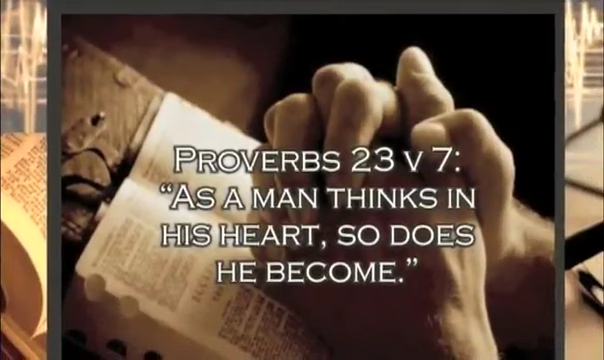 PROVERBS 23 V 7:
“AS A MAN THINKS IN
HIS HEART, SO DOES
HE BECOME.”